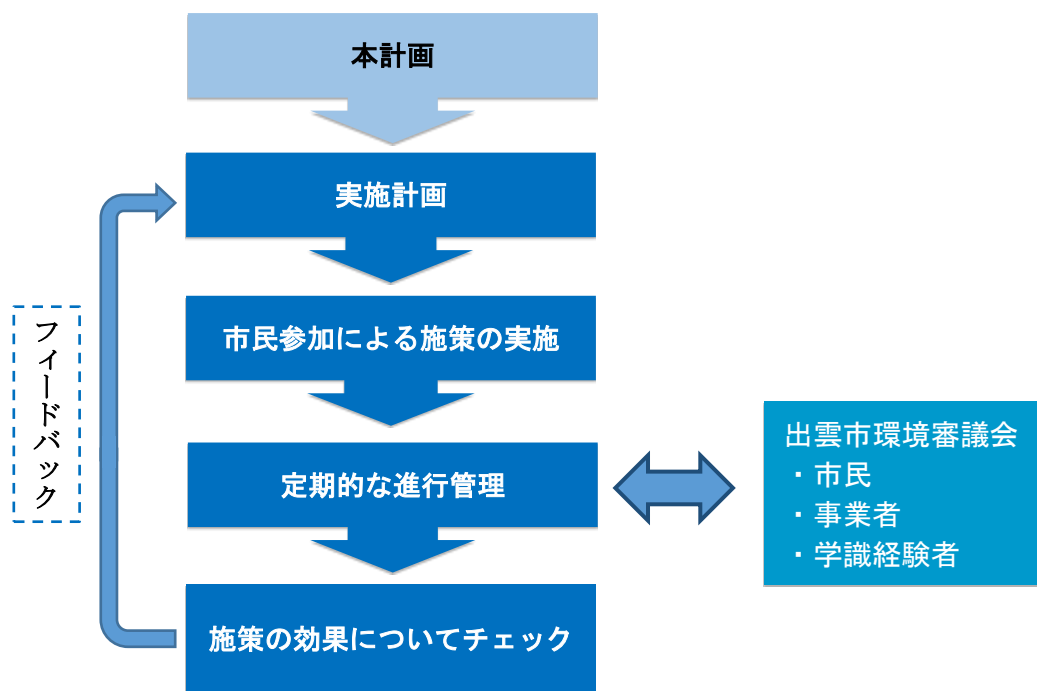 本計画
実施計画
市民参加による施策の実施
定期的な進行管理
施策の効果についてチェック
フィードバック
出雲市環境審議会
・市民
・事業者
・学識経験者